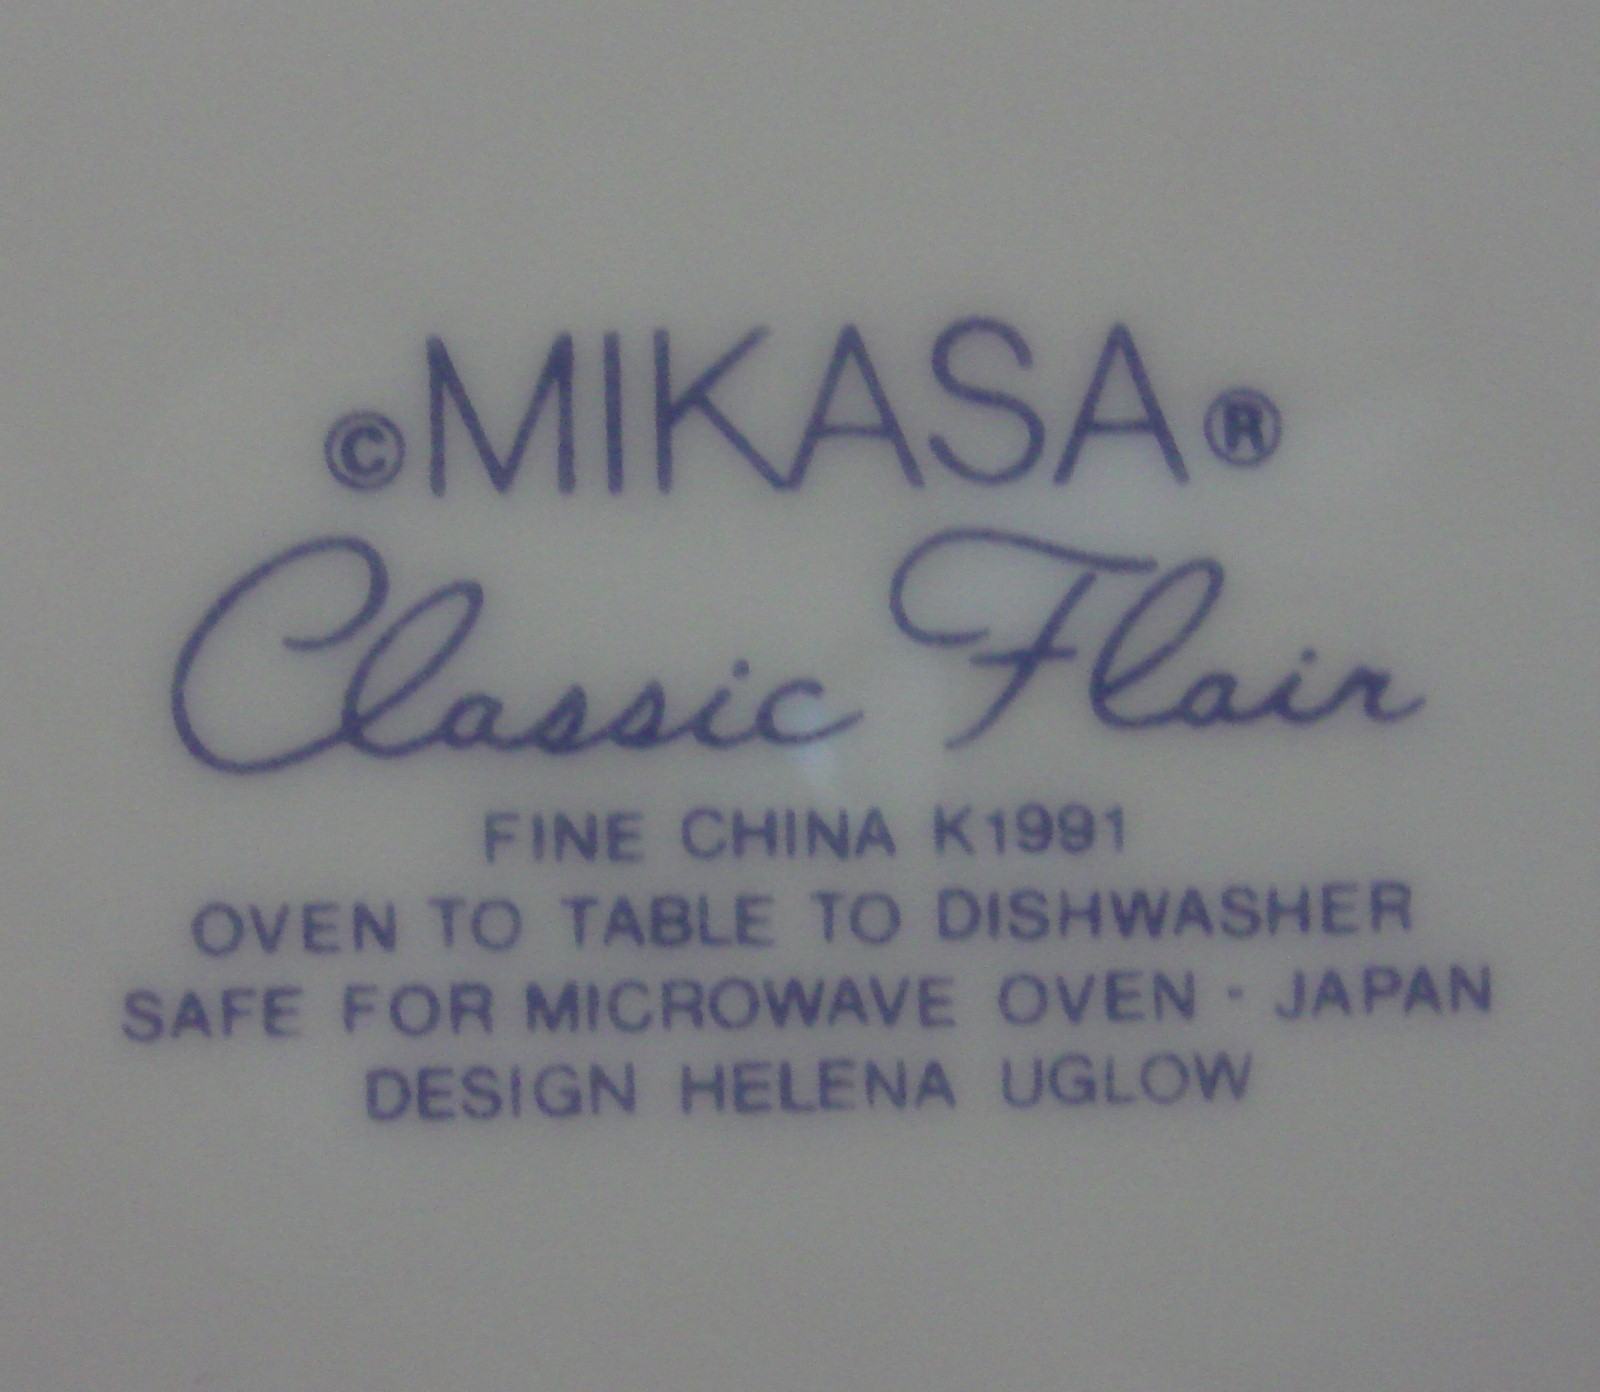 ©MIKASA®
Classic Flair
FINE CHINA K1991
OVEN TO TABLE TO DISHWASHER
SAFE FOR MICROWAVE OVEN · JAPAN
DESIGN HELENA UGLOW